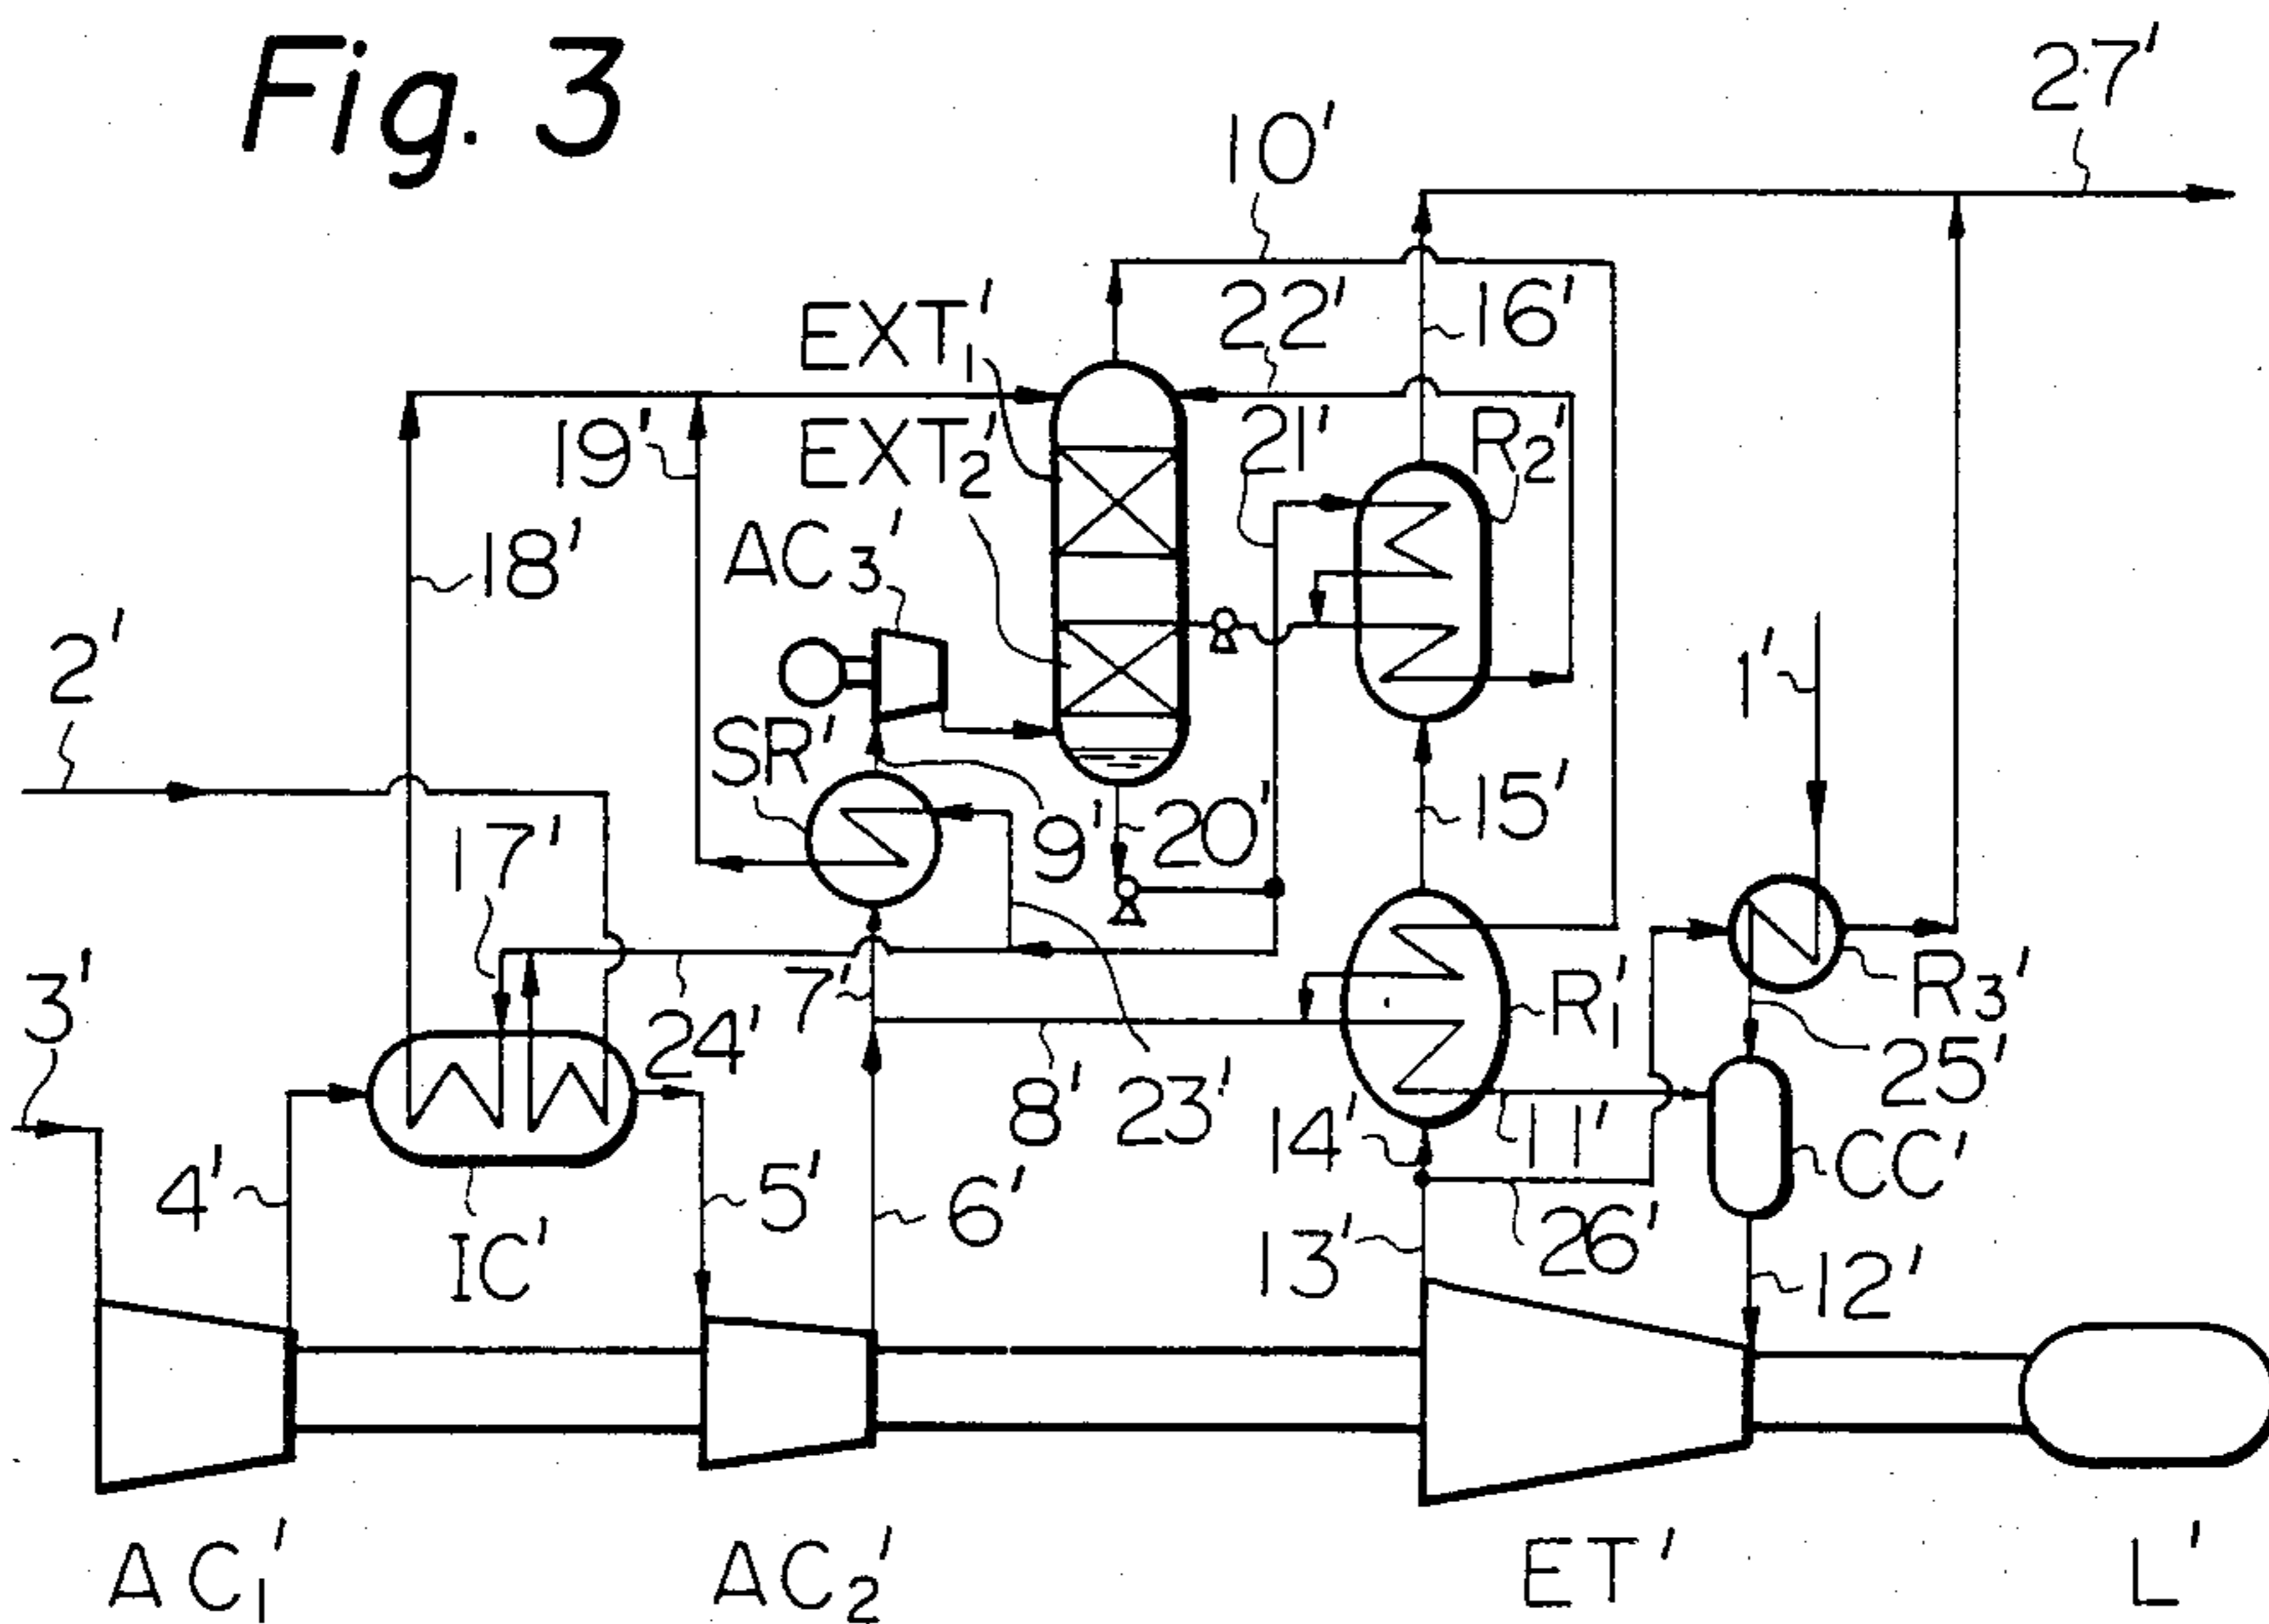 Fig. 3
27'
10'
EXT₁'
22'
16'
19'
EXT₂'
21'
R₂'
18'
AC₃'
2'
1'
SR'
17'
9'
20'
15'
3'
7'
R₁'
R₃'
24'
8'
23'
25'
14'
11'
CC'
4'
5'
6'
IC'
13'
26'
12'
AC₁'
AC₂'
ET'
L'